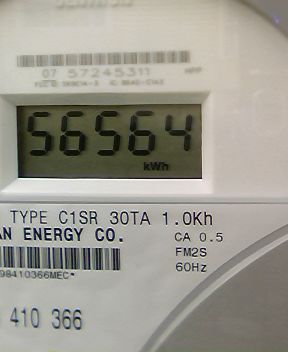 07 57245311
56564
kWh
TYPE C1SR 30TA 1.0Kh
AN ENERGY CO.
CA 0.5
FM2S
60Hz
98410366MEC*
410 366